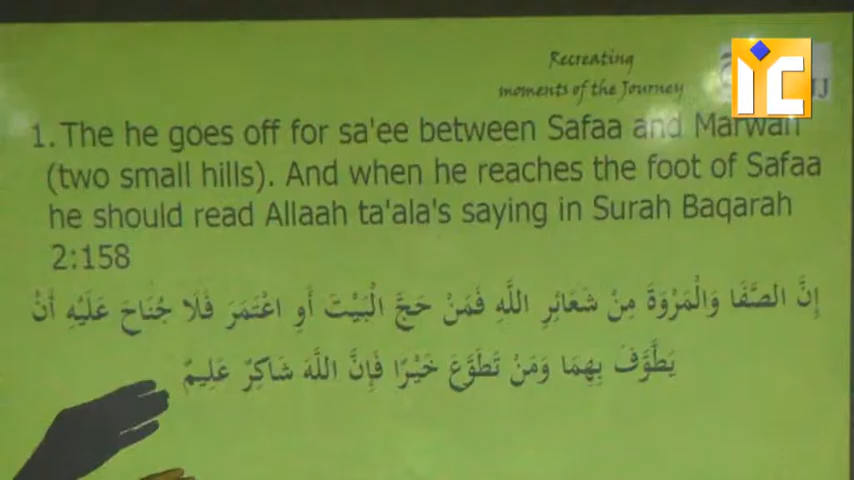 Recreating
moments of the Journey
IC
1. The he goes off for sa'ee between Safaa and Marwah
(two small hills). And when he reaches the foot of Safaa
he should read Allaah ta'ala's saying in Surah Baqarah
2:158
إِنَّ الصَّفَا وَالْمَرْوَةَ مِنْ شَعَائِرِ اللَّهِ فَمَنْ حَجَّ الْبَيْتَ أَوِ اعْتَمَرَ فَلَا جُنَاحَ عَلَيْهِ أَنْ
يَطَّوَّفَ بِهِمَا وَمَنْ تَطَوَّعَ خَيْرًا فَإِنَّ اللَّهَ شَاكِرٌ عَلِيمٌ